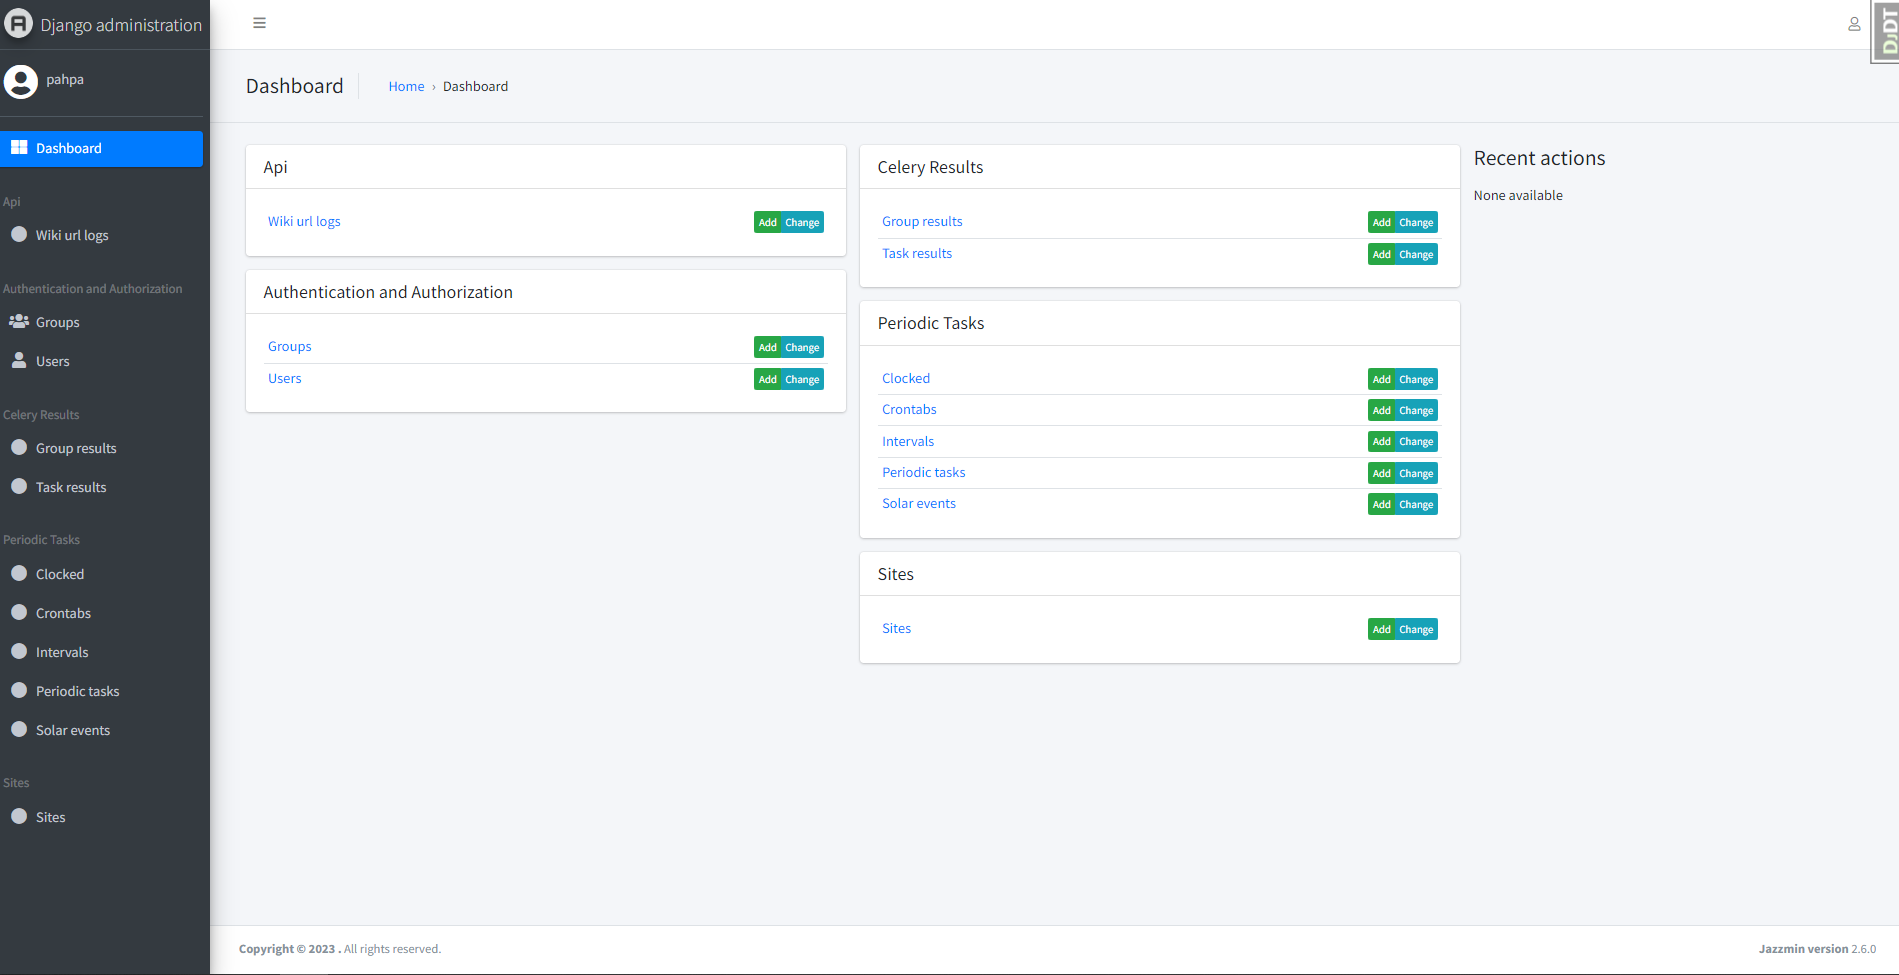 Django administration
pahpa
Dashboard
Api
Wiki url logs
Authentication and Authorization
Groups
Users
Celery Results
Group results
Task results
Periodic Tasks
Clocked
Crontabs
Intervals
Periodic tasks
Solar events
Sites
Sites
DjDT
Dashboard
Home › Dashboard
Api
Wiki url logs Add Change
Authentication and Authorization
Groups Add Change
Users Add Change
Celery Results
Group results Add Change
Task results Add Change
Periodic Tasks
Clocked Add Change
Crontabs Add Change
Intervals Add Change
Periodic tasks Add Change
Solar events Add Change
Sites
Sites Add Change
Recent actions
None available
Copyright © 2023 . All rights reserved.
Jazzmin version 2.6.0